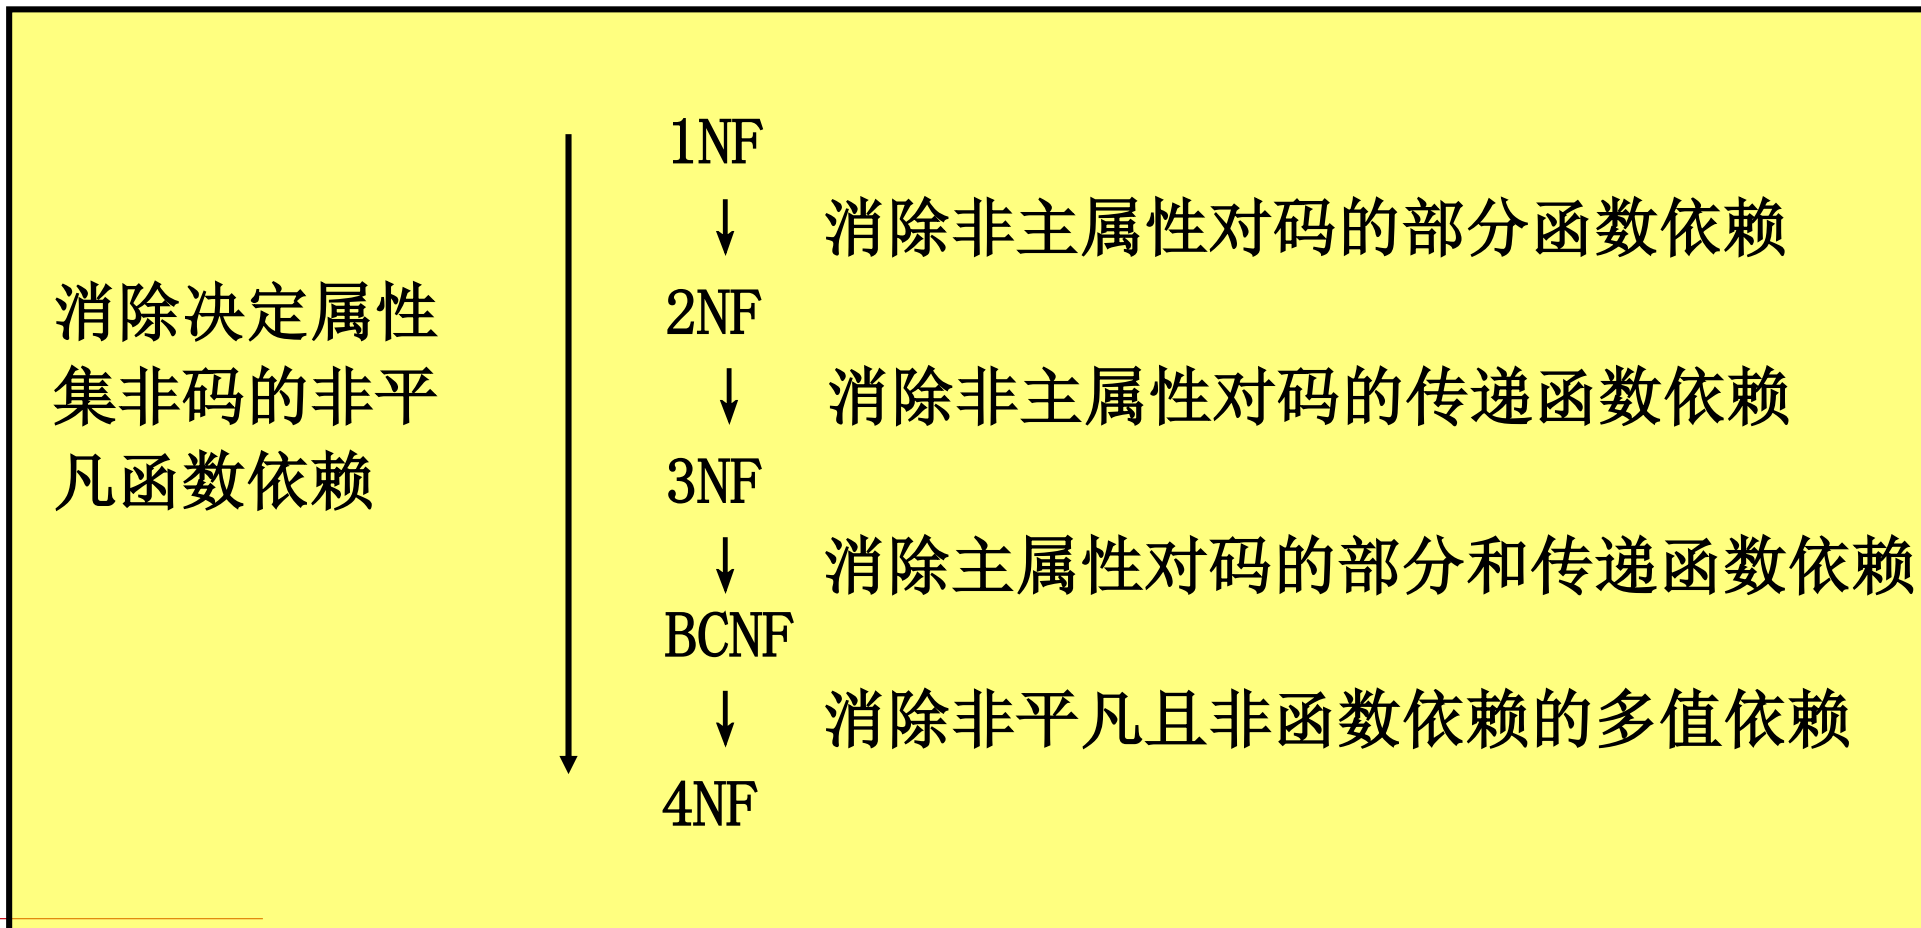 消除决定属性
集非码的非平
凡函数依赖
1NF
↓ 消除非主属性对码的部分函数依赖
2NF
↓ 消除非主属性对码的传递函数依赖
3NF
↓ 消除主属性对码的部分和传递函数依赖
BCNF
↓ 消除非平凡且非函数依赖的多值依赖
4NF